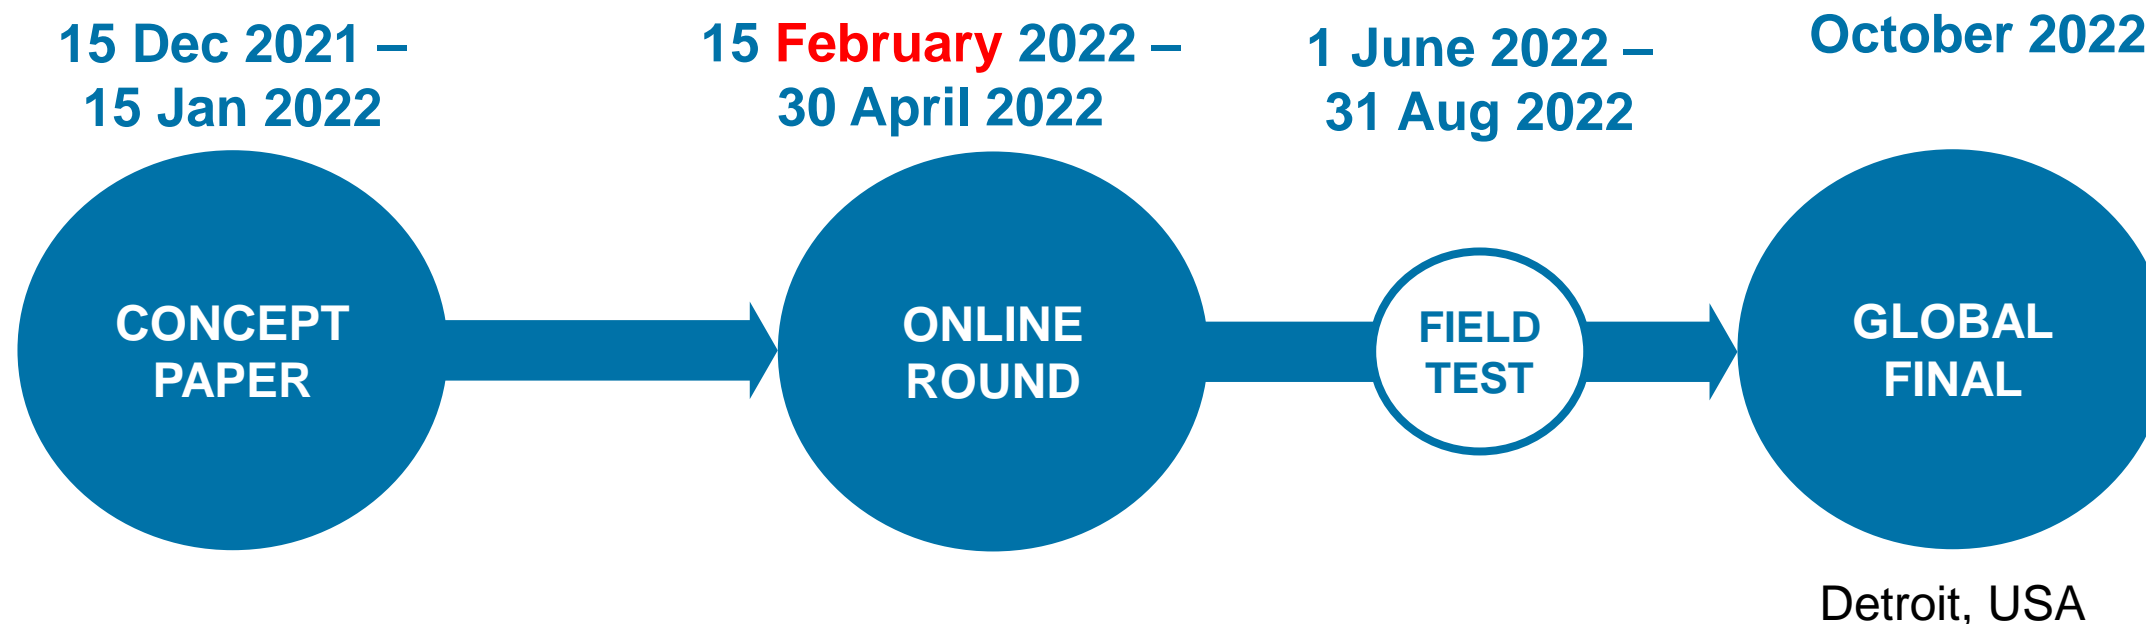 15 Dec 2021 –
15 Jan 2022
15 February 2022 –
30 April 2022
1 June 2022 –
31 Aug 2022
October 2022
CONCEPT
PAPER
ONLINE
ROUND
FIELD
TEST
GLOBAL
FINAL
Detroit, USA